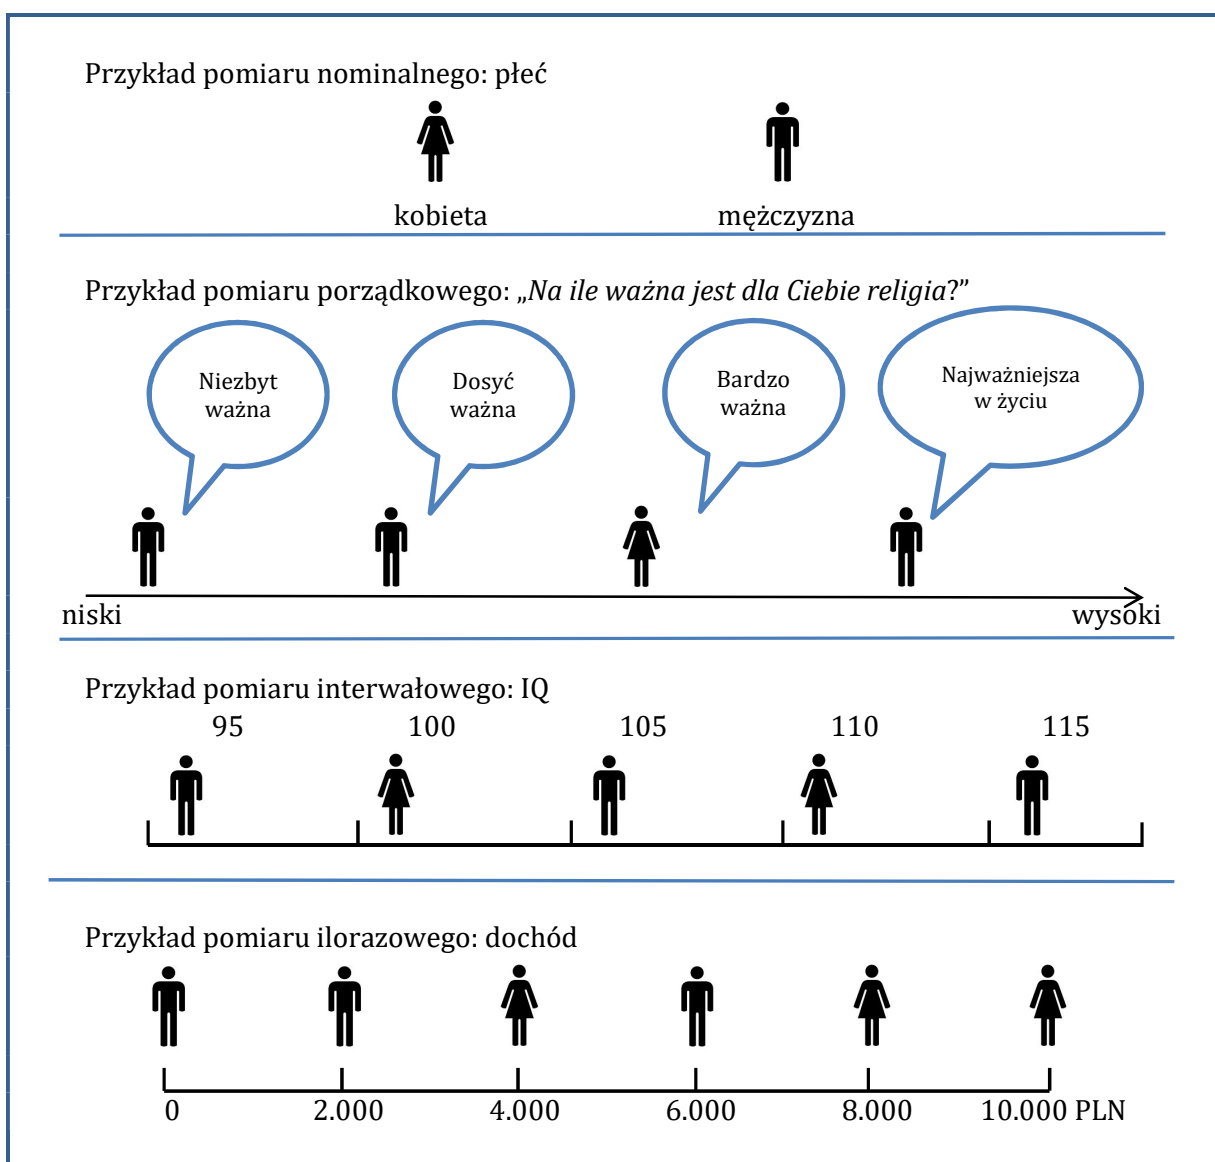 Przykład pomiaru nominalnego: płeć
kobieta mężczyzna
Przykład pomiaru porządkowego: „Na ile ważna jest dla Ciebie religia?”
Niezbyt
ważna
Dosyć
ważna
Bardzo
ważna
Najważniejsza
w życiu
niski wysoki
Przykład pomiaru interwałowego: IQ
95 100 105 110 115
Przykład pomiaru ilorazowego: dochód
0 2.000 4.000 6.000 8.000 10.000 PLN